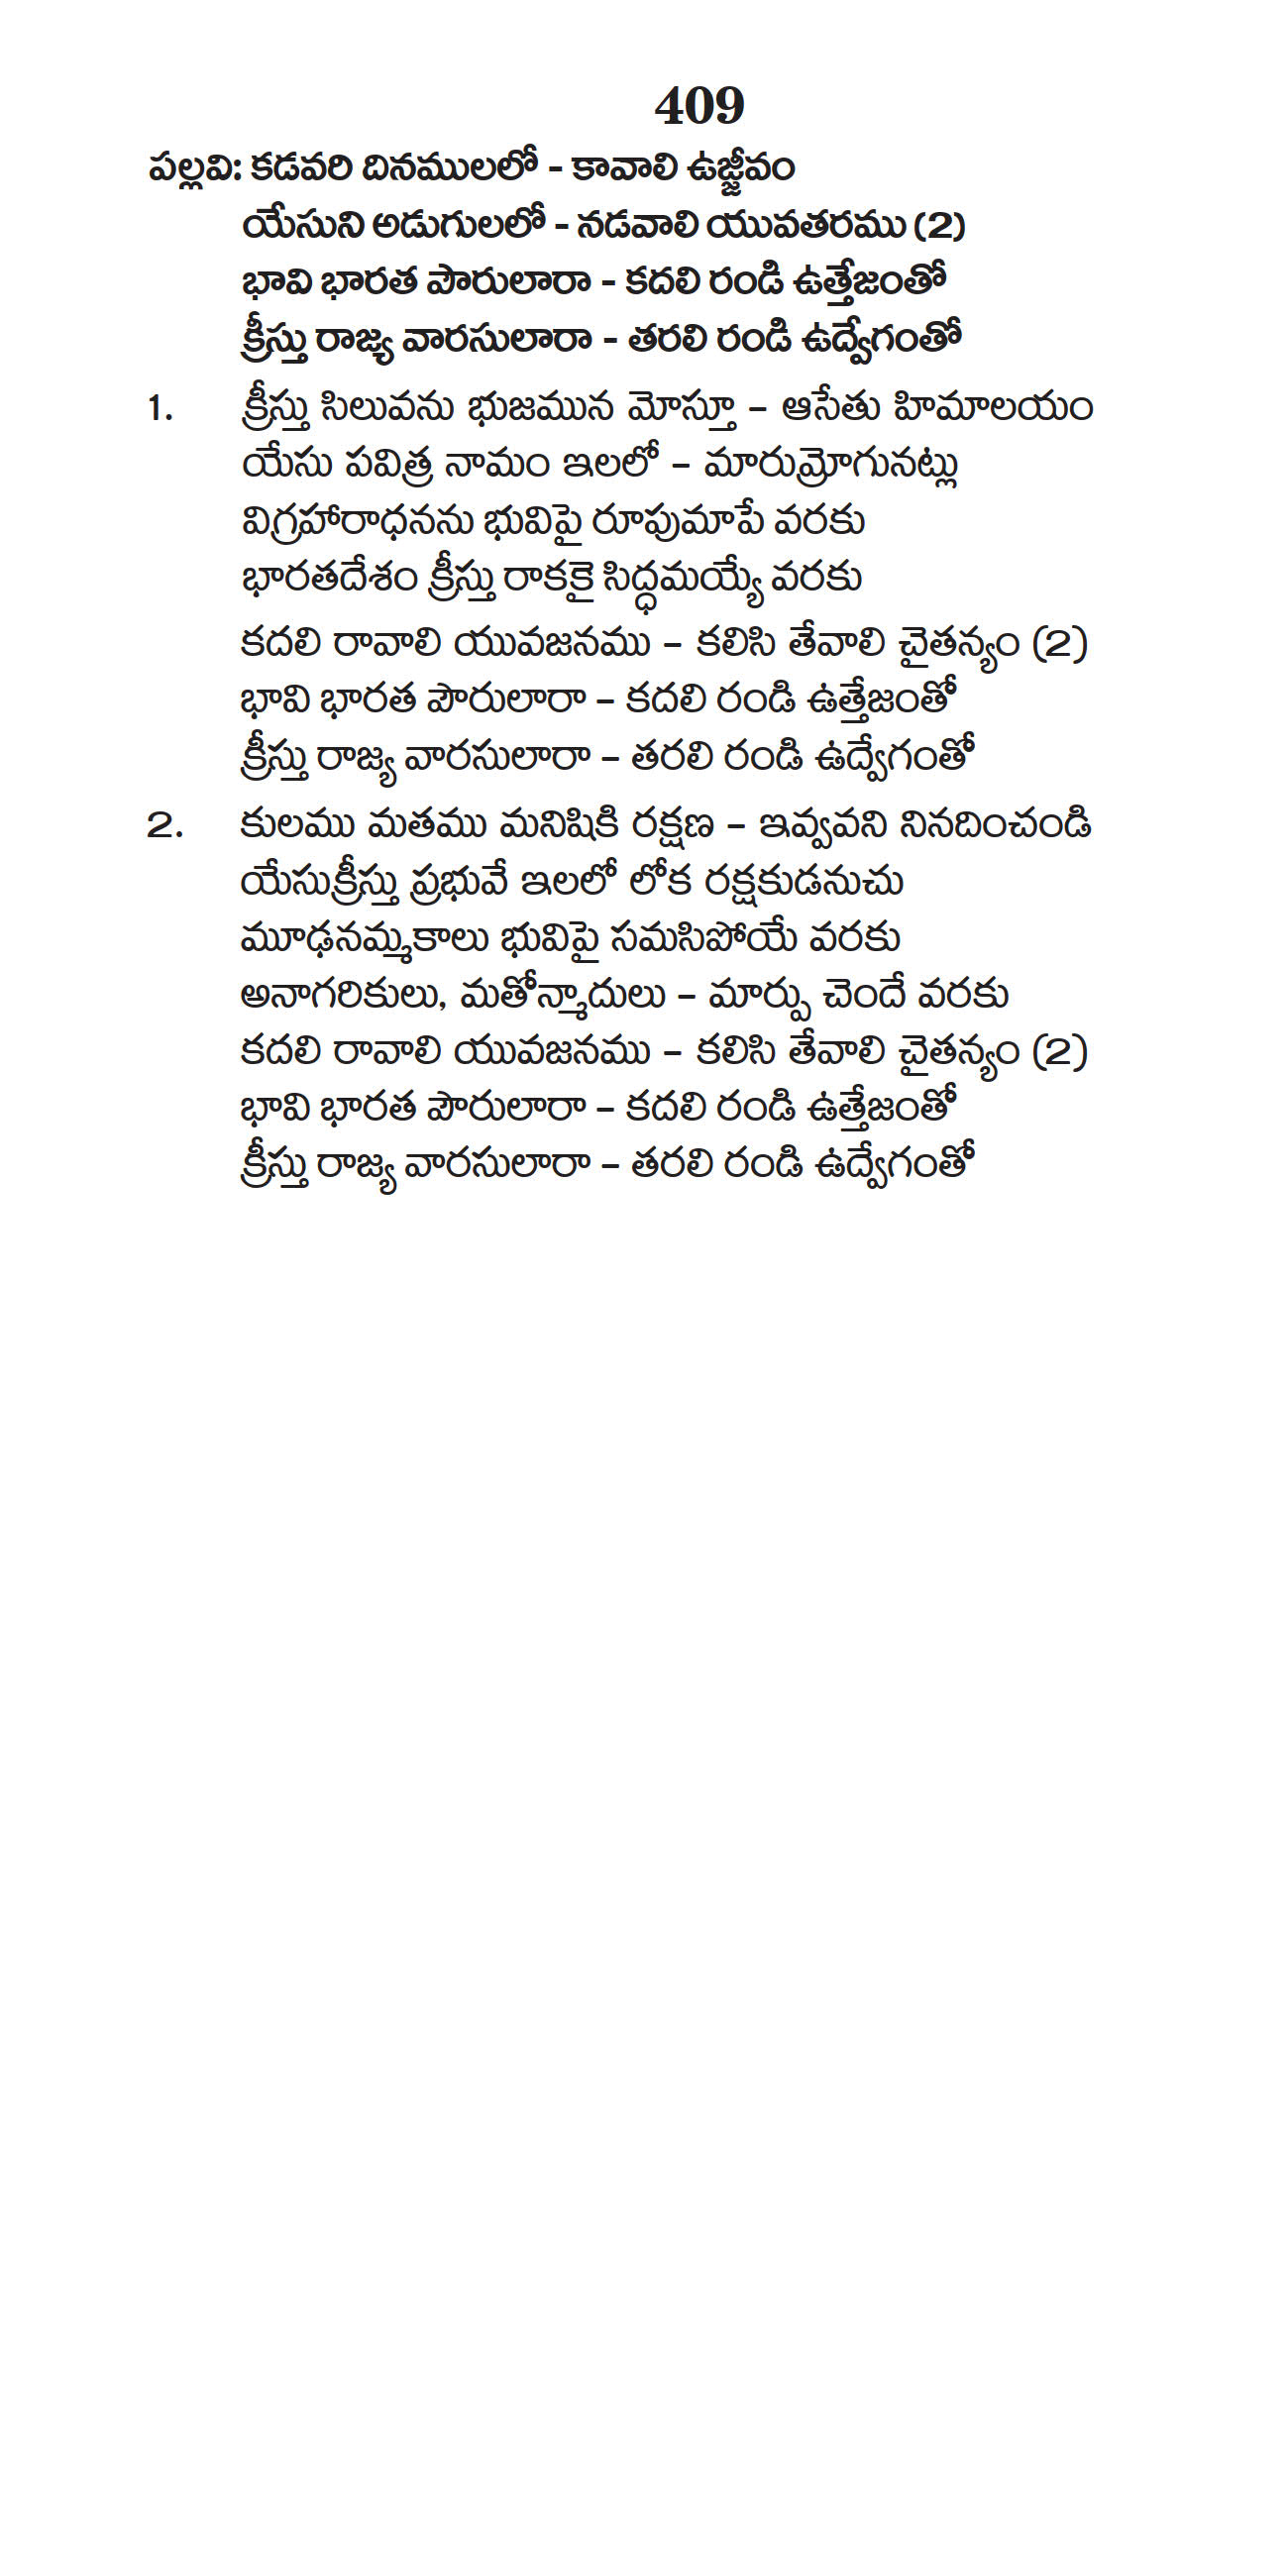 409
పల్లవి: కడవరి దినములలో - కావాలి ఉజ్జీవం
యేసుని అడుగులలో - నడవాలి యువతరము (2)
భావి భారత పౌరులారా - కదలి రండి ఉత్తేజంతో
క్రీస్తు రాజ్య వారసులారా - తరలి రండి ఉద్వేగంతో
1. క్రీస్తు సిలువను భుజమున మోస్తూ – ఆసేతు హిమాలయం
యేసు పవిత్ర నామం ఇలలో – మారుమ్రోగునట్లు
విగ్రహారాధనను భువిపై రూపుమాపే వరకు
భారతదేశం క్రీస్తు రాకకై సిద్ధమయ్యే వరకు
కదలి రావాలి యువజనము – కలిసి తేవాలి చైతన్యం (2)
భావి భారత పౌరులారా – కదలి రండి ఉత్తేజంతో
క్రీస్తు రాజ్య వారసులారా – తరలి రండి ఉద్వేగంతో
2. కులము మతము మనిషికి రక్షణ – ఇవ్వవని నినదించండి
యేసుక్రీస్తు ప్రభువే ఇలలో లోక రక్షకుడనుచు
మూఢనమ్మకాలు భువిపై సమసిపోయే వరకు
అనాగరికులు, మతోన్మాదులు – మార్పు చెందే వరకు
కదలి రావాలి యువజనము – కలిసి తేవాలి చైతన్యం (2)
భావి భారత పౌరులారా – కదలి రండి ఉత్తేజంతో
క్రీస్తు రాజ్య వారసులారా – తరలి రండి ఉద్వేగంతో